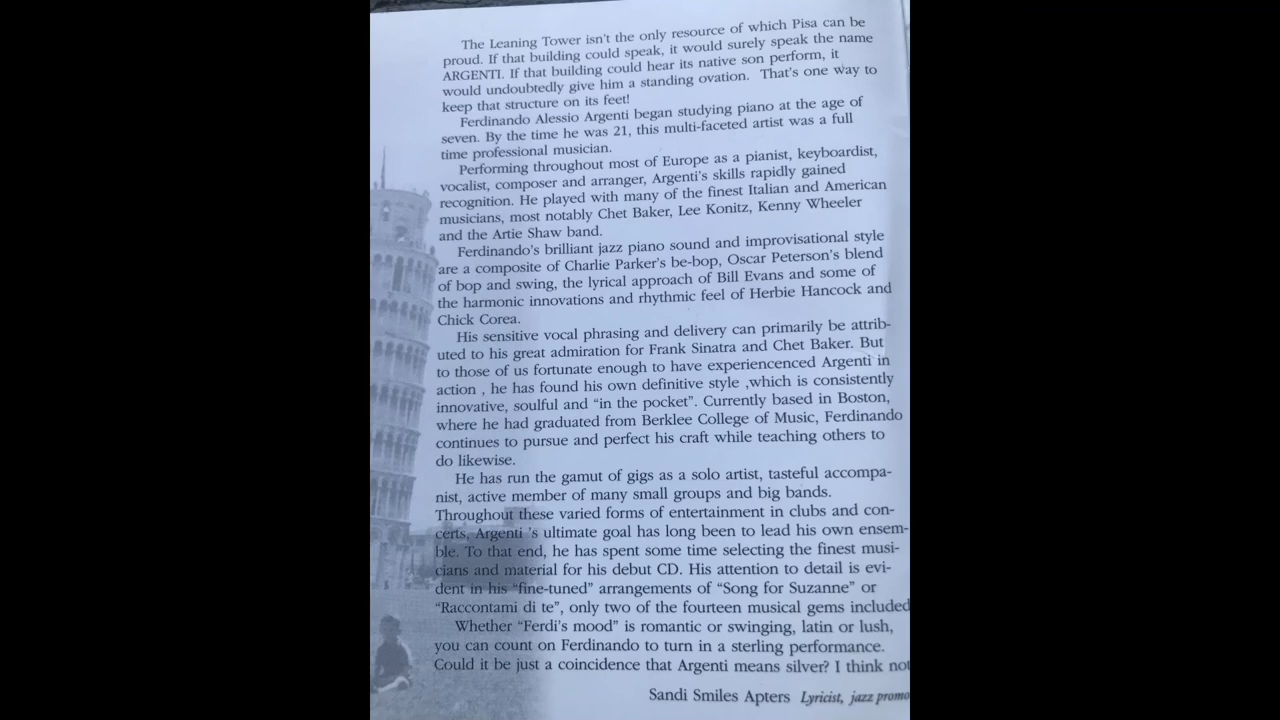 The Leaning Tower isn't the only resource of which Pisa can be
proud. If that building could speak, it would surely speak the name
ARGENTI. If that building could hear its native son perform, it
would undoubtedly give him a standing ovation. That's one way to
keep that structure on its feet!
Ferdinando Alessio Argenti began studying piano at the age of
seven. By the time he was 21, this multi-faceted artist was a full
time professional musician.
Performing throughout most of Europe as a pianist, keyboardist,
vocalist, composer and arranger, Argenti's skills rapidly gained
recognition. He played with many of the finest Italian and American
musicians, most notably Chet Baker, Lee Konitz, Kenny Wheeler
and the Artie Shaw band.
Ferdinando's brilliant jazz piano sound and improvisational style
are a composite of Charlie Parker's be-bop, Oscar Peterson's blend
of bop and swing, the lyrical approach of Bill Evans and some of
the harmonic innovations and rhythmic feel of Herbie Hancock and
Chick Corea.
His sensitive vocal phrasing and delivery can primarily be attrib-
uted to his great admiration for Frank Sinatra and Chet Baker. But
to those of us fortunate enough to have experiencenced Argenti in
action , he has found his own definitive style ,which is consistently
innovative, soulful and “in the pocket”. Currently based in Boston,
where he had graduated from Berklee College of Music, Ferdinando
continues to pursue and perfect his craft while teaching others to
do likewise.
He has run the gamut of gigs as a solo artist, tasteful accompa-
nist, active member of many small groups and big bands.
Throughout these varied forms of entertainment in clubs and con-
certs, Argenti 's ultimate goal has long been to lead his own ensem-
ble. To that end, he has spent some time selecting the finest musi-
cians and material for his debut CD. His attention to detail is evi-
dent in his “fine-tuned” arrangements of “Song for Suzanne” or
“Raccontami di te”, only two of the fourteen musical gems included
Whether “Ferdi's mood” is romantic or swinging, latin or lush,
you can count on Ferdinando to turn in a sterling performance.
Could it be just a coincidence that Argenti means silver? I think not
Sandi Smiles Apters Lyricist, jazz promo